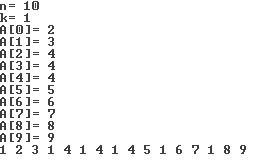 n= 10
k= 1
A[0]= 2
A[1]= 3
A[2]= 4
A[3]= 4
A[4]= 4
A[5]= 5
A[6]= 6
A[7]= 7
A[8]= 8
A[9]= 9
1 2 3 1 4 1 4 1 4 5 1 6 7 1 8 9